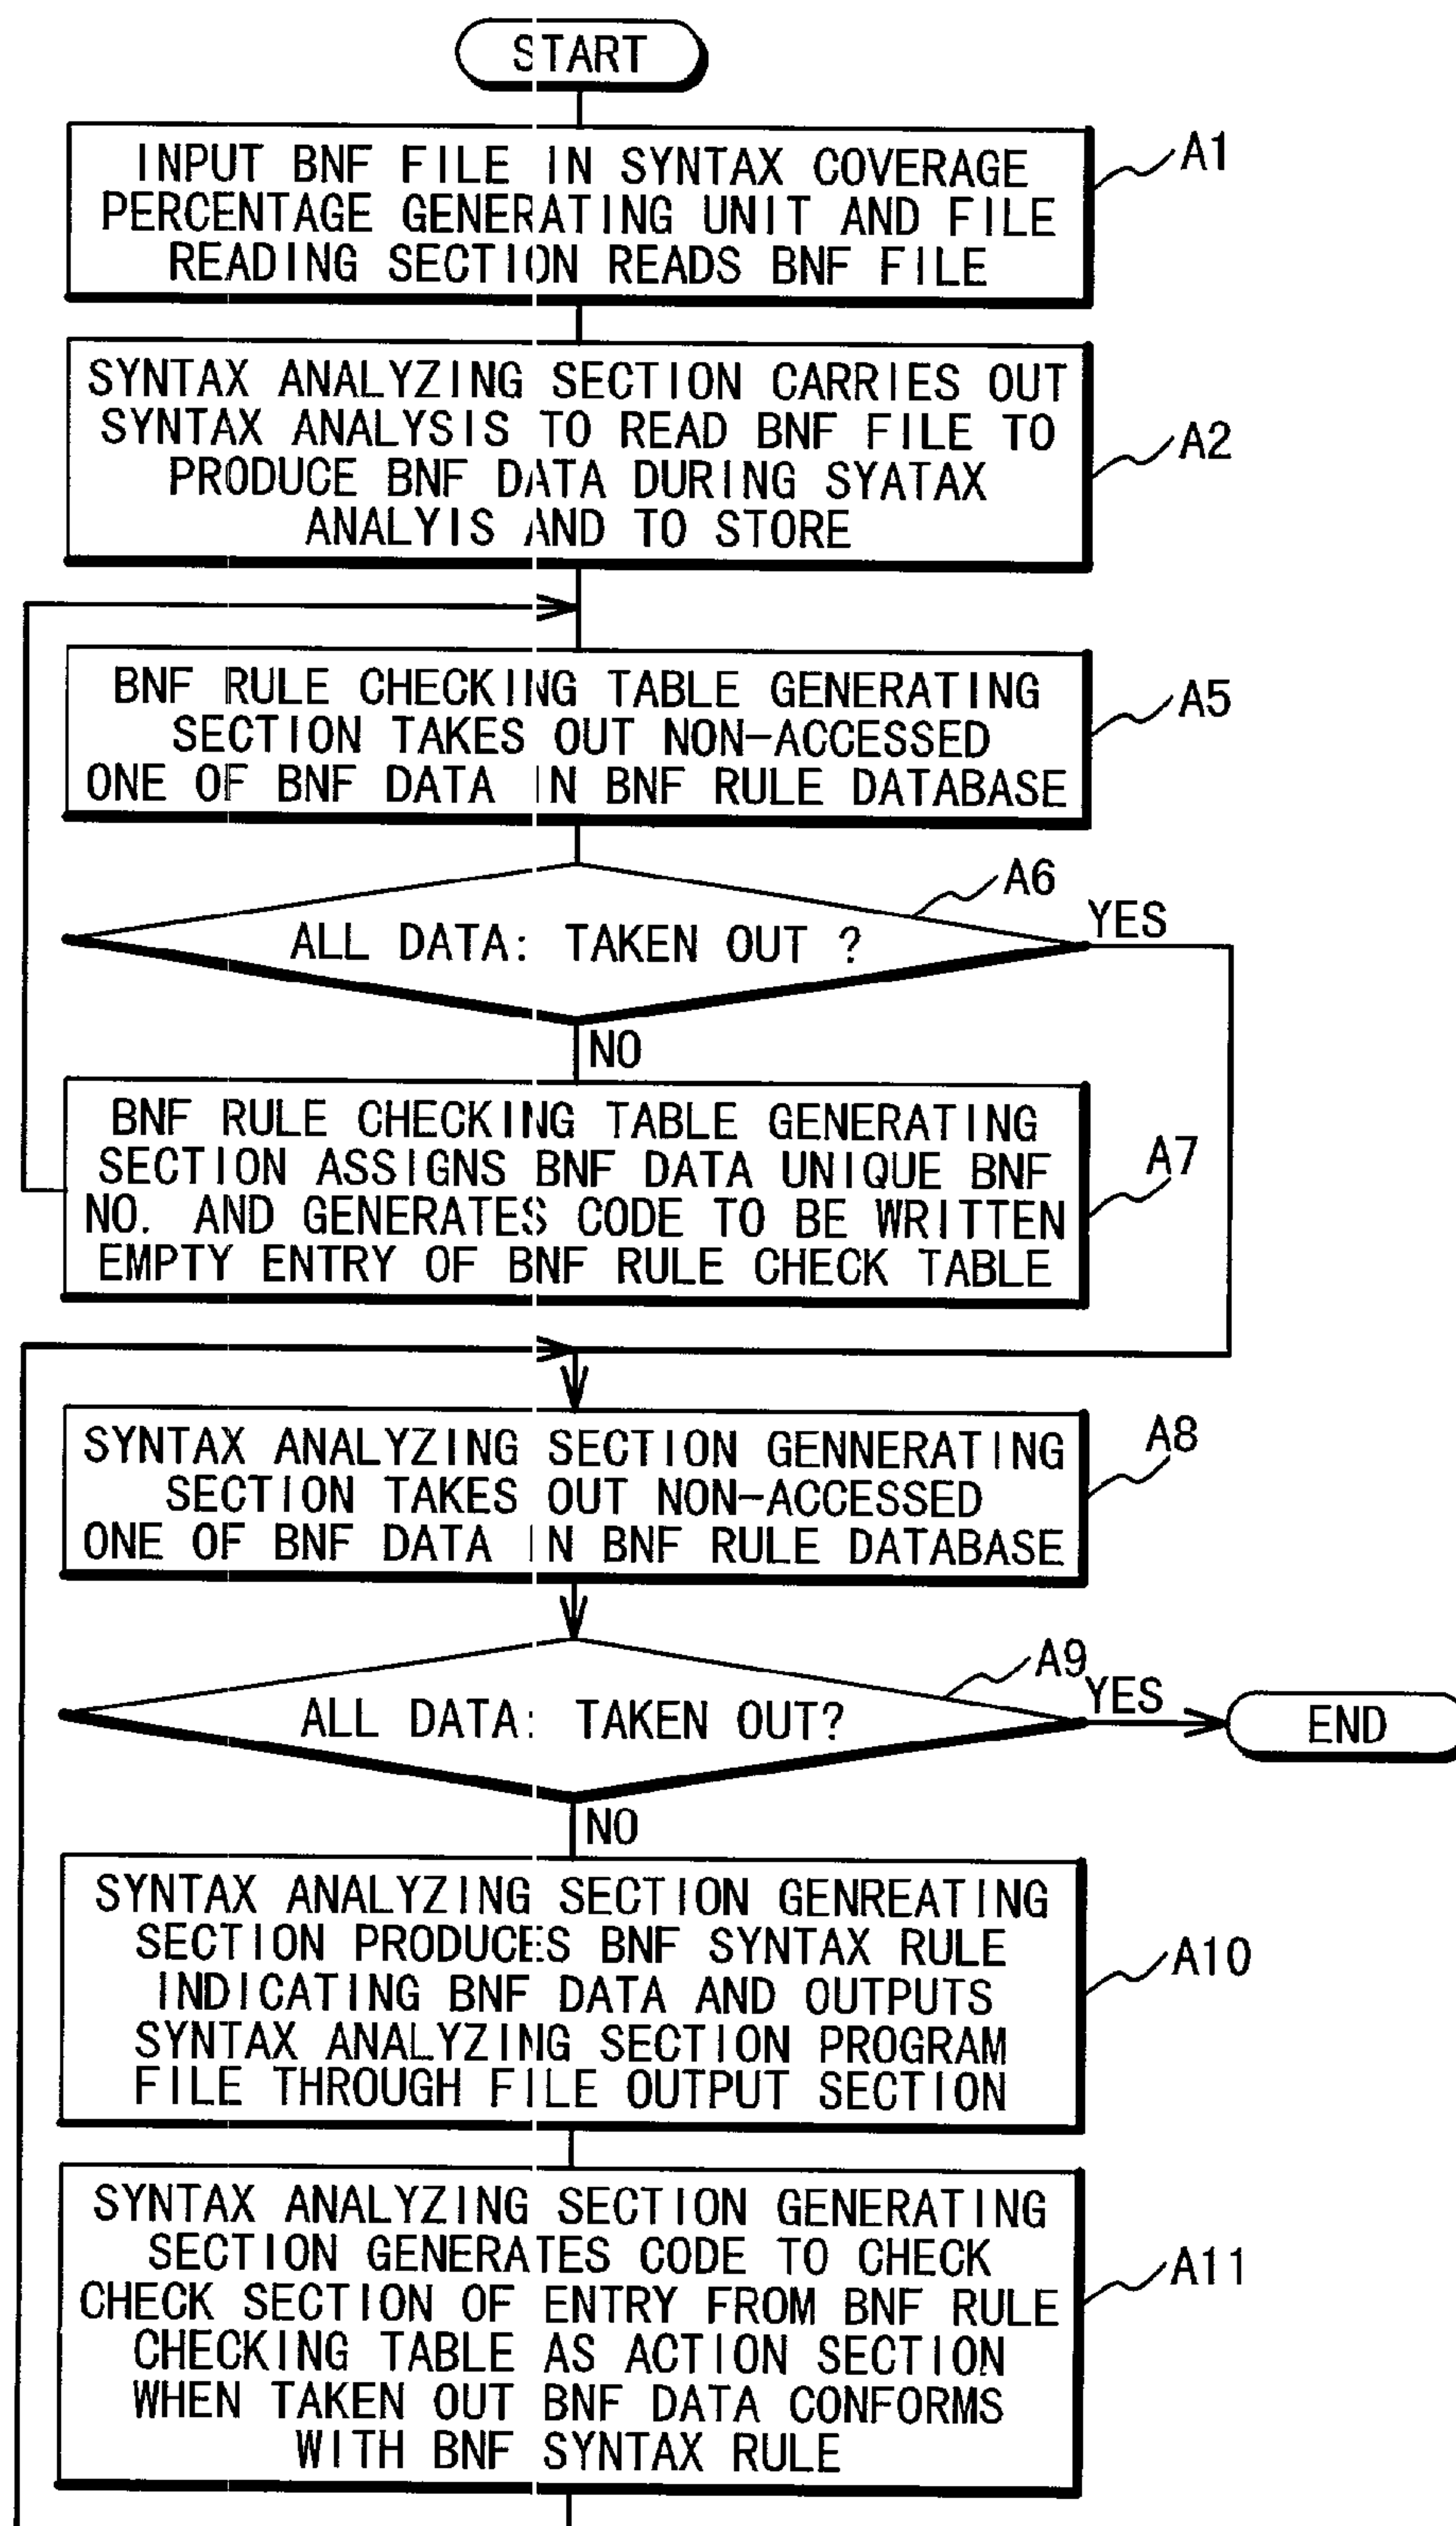 START
INPUT BNF FILE IN SYNTAX COVERAGE
PERCENTAGE GENERATING UNIT AND FILE
READING SECTION READS BNF FILE
A1
SYNTAX ANALYZING SECTION CARRIES OUT
SYNTAX ANALYSIS TO READ BNF FILE TO
PRODUCE BNF DATA DURING SYATAX
ANALYIS AND TO STORE
A2
BNF RULE CHECKING TABLE GENERATING
SECTION TAKES OUT NON-ACCESSED
ONE OF BNF DATA IN BNF RULE DATABASE
A5
A6
ALL DATA: TAKEN OUT ?
YES
NO
BNF RULE CHECKING TABLE GENERATING
SECTION ASSIGNS BNF DATA UNIQUE BNF
NO. AND GENERATES CODE TO BE WRITTEN
EMPTY ENTRY OF BNF RULE CHECK TABLE
A7
SYNTAX ANALYZING SECTION GENNERATING
SECTION TAKES OUT NON-ACCESSED
ONE OF BNF DATA IN BNF RULE DATABASE
A8
A9
ALL DATA: TAKEN OUT?
YES
END
NO
SYNTAX ANALYZING SECTION GENREATING
SECTION PRODUCES BNF SYNTAX RULE
INDICATING BNF DATA AND OUTPUTS
SYNTAX ANALYZING SECTION PROGRAM
FILE THROUGH FILE OUTPUT SECTION
A10
SYNTAX ANALYZING SECTION GENERATING
SECTION GENERATES CODE TO CHECK
CHECK SECTION OF ENTRY FROM BNF RULE
CHECKING TABLE AS ACTION SECTION
WHEN TAKEN OUT BNF DATA CONFORMS
WITH BNF SYNTAX RULE
A11